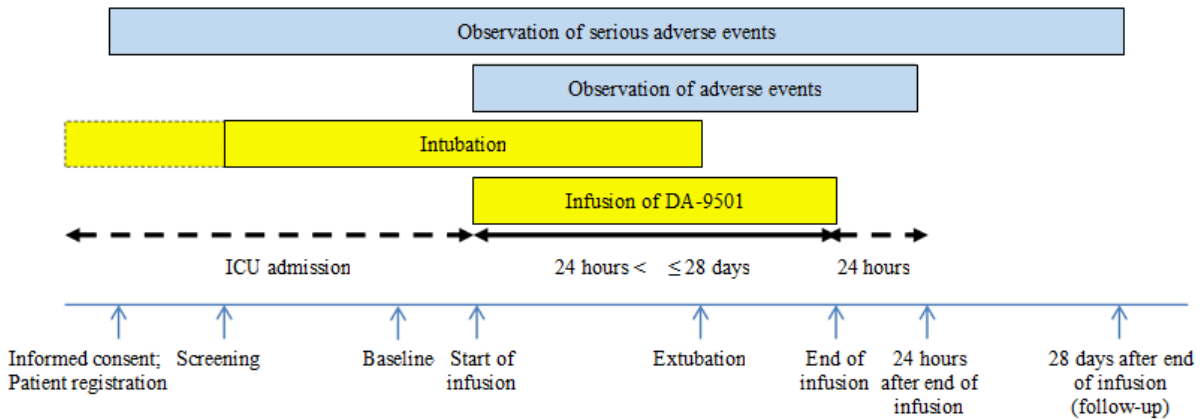 Observation of serious adverse events
Observation of adverse events
Intubation
Infusion of DA-9501
ICU admission
24 hours < ≤ 28 days
24 hours
Informed consent;
Patient registration
Screening
Baseline
Start of
infusion
Extubation
End of
infusion
24 hours
after end of
infusion
28 days after end
of infusion
(follow-up)